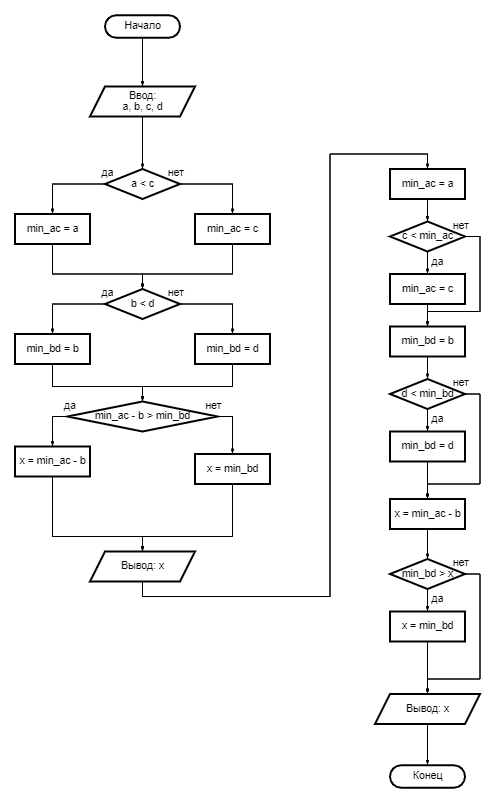 Начало
Ввод:
a, b, c, d
да
нет
a < c
min_ac = a
min_ac = c
да
нет
b < d
min_bd = b
min_bd = d
да
нет
min_ac - b > min_bd
x = min_ac - b
x = min_bd
Вывод: x
min_ac = a
нет
c < min_ac
да
min_ac = c
min_bd = b
нет
d < min_bd
да
min_bd = d
x = min_ac - b
нет
min_bd > x
да
x = min_bd
Вывод: x
Конец